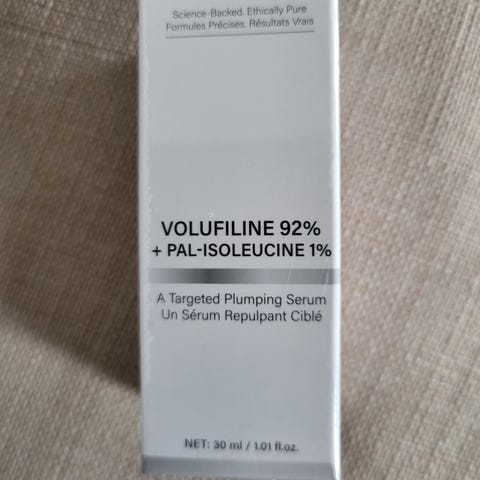 Science-Backed. Ethically Pure
Formules Précises. Résultats Vrais
VOLUFILINE 92%
+ PAL-ISOLEUCINE 1%
A Targeted Plumping Serum
Un Sérum Repulpant Ciblé
NET: 30 ml / 1.01 fl.oz.